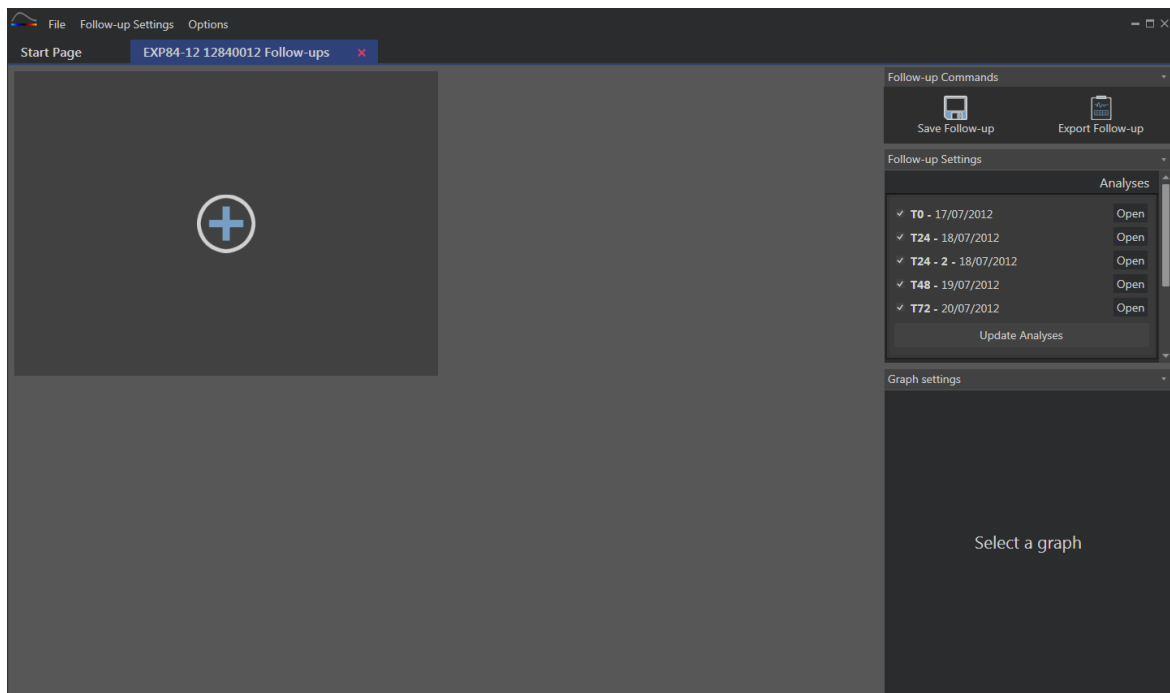 File Follow-up Settings Options
Start Page EXP84-12 12840012 Follow-ups
Follow-up Commands
Save Follow-up Export Follow-up
Follow-up Settings
Analyses
T0 - 17/07/2012 Open
T24 - 18/07/2012 Open
T24 - 2 - 18/07/2012 Open
T48 - 19/07/2012 Open
T72 - 20/07/2012 Open
Update Analyses
Graph settings
Select a graph